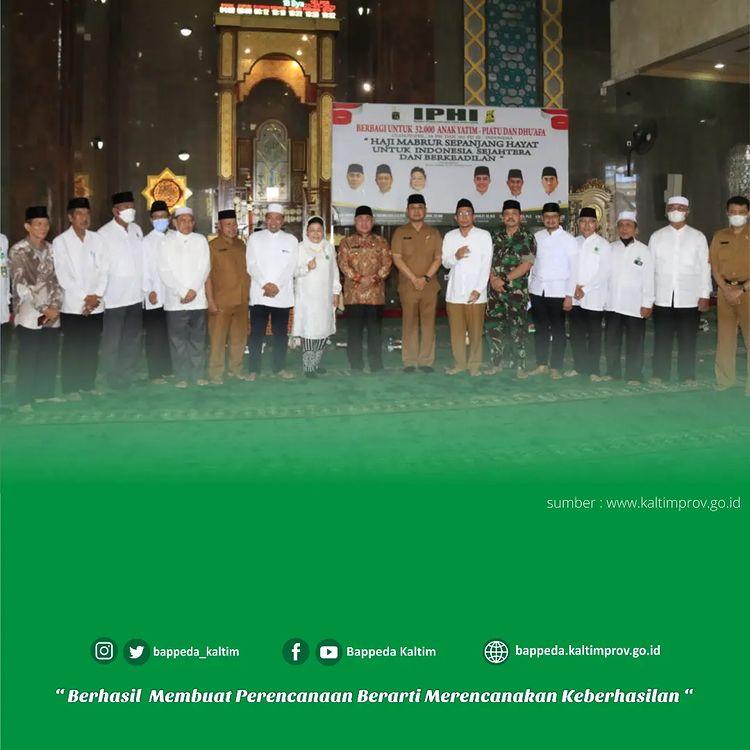 IPHI
BERBAGI UNTUK 32.000 ANAK YATIM - PIATU DAN DHU'AFA
" HAJI MABRUR SEPANJANG HAYAT
UNTUK INDONESIA SEJAHTERA
DAN BERKEADILAN "
sumber : www.kaltimprov.go.id
bappeda_kaltim
Bappeda Kaltim
bappeda.kaltimprov.go.id
“ Berhasil Membuat Perencanaan Berarti Merencanakan Keberhasilan “